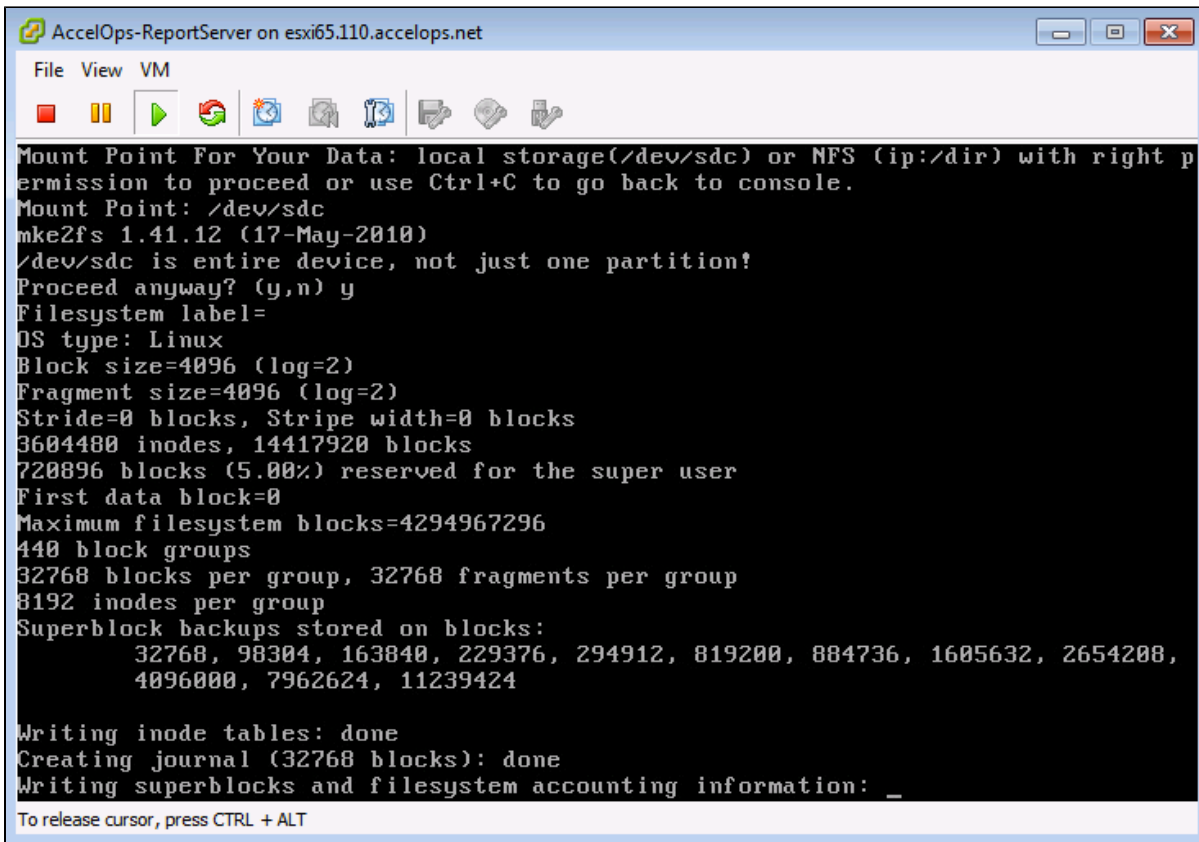 AccelOps-ReportServer on esxi65.110.accelops.net
File View VM
Mount Point For Your Data: local storage(/dev/sdc) or NFS (ip:/dir) with right p
ermission to proceed or use Ctrl+C to go back to console.
Mount Point: /dev/sdc
mke2fs 1.41.12 (17-May-2010)
/dev/sdc is entire device, not just one partition!
Proceed anyway? (y,n) y
Filesystem label=
OS type: Linux
Block size=4096 (log=2)
Fragment size=4096 (log=2)
Stride=0 blocks, Stripe width=0 blocks
3604480 inodes, 14417920 blocks
720896 blocks (5.00%) reserved for the super user
First data block=0
Maximum filesystem blocks=4294967296
440 block groups
32768 blocks per group, 32768 fragments per group
8192 inodes per group
Superblock backups stored on blocks:
32768, 98304, 163840, 229376, 294912, 819200, 884736, 1605632, 2654208,
4096000, 7962624, 11239424
Writing inode tables: done
Creating journal (32768 blocks): done
Writing superblocks and filesystem accounting information: _
To release cursor, press CTRL + ALT